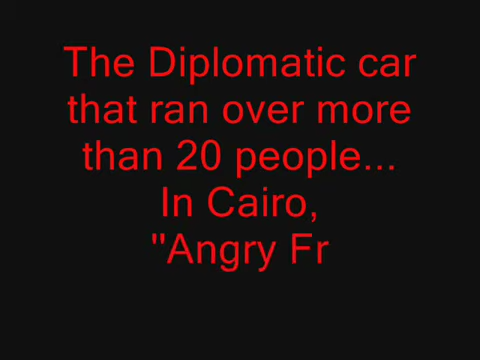 The Diplomatic car
that ran over more
than 20 people...
In Cairo,
"Angry Fr